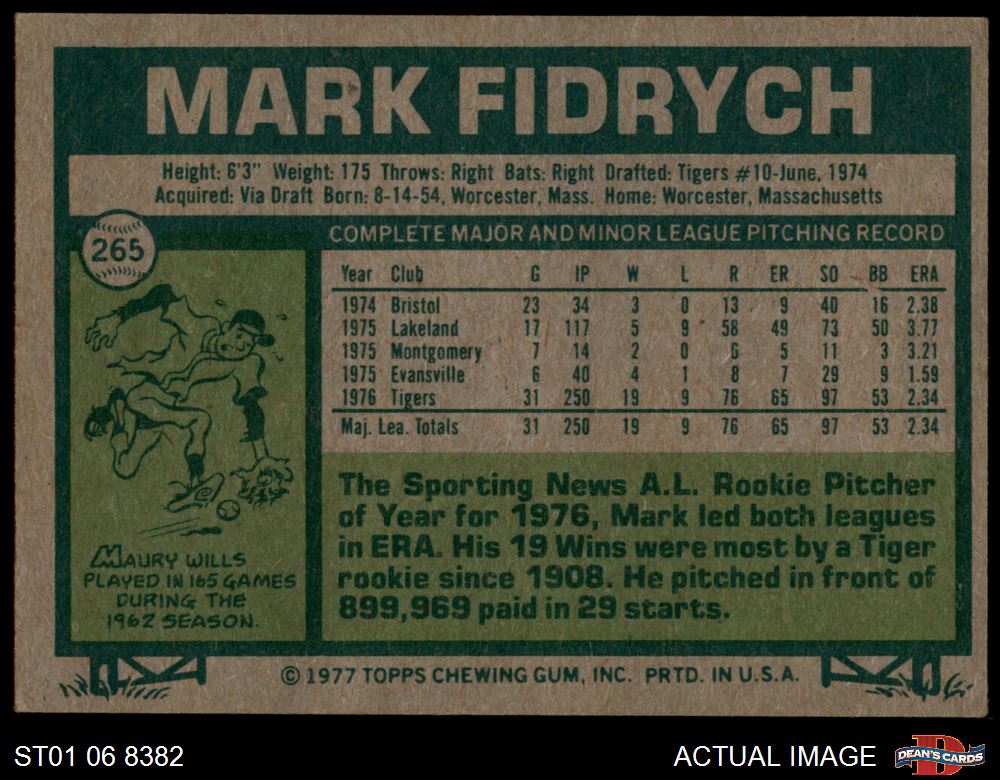 MARK FIDRYCH
Height: 6'3" Weight: 175 Throws: Right Bats: Right Drafted: Tigers #10-June, 1974
Acquired: Via Draft Born: 8-14-54, Worcester, Mass. Home: Worcester, Massachusetts
265
COMPLETE MAJOR AND MINOR LEAGUE PITCHING RECORD
Year Club G IP W L R ER SO BB ERA
1974 Bristol 23 34 3 0 13 9 40 16 2.38
1975 Lakeland 17 117 5 9 58 49 73 50 3.77
1975 Montgomery 7 14 2 0 6 5 11 3 3.21
1975 Evansville 6 40 4 1 8 7 29 9 1.59
1976 Tigers 31 250 19 9 76 65 97 53 2.34
Maj. Lea. Totals 31 250 19 9 76 65 97 53 2.34
MAURY WILLS
PLAYED IN 165 GAMES
DURING THE
1962 SEASON.
The Sporting News A.L. Rookie Pitcher
of Year for 1976, Mark led both leagues
in ERA. His 19 Wins were most by a Tiger
rookie since 1908. He pitched in front of
899,969 paid in 29 starts.
© 1977 TOPPS CHEWING GUM, INC. PRTD. IN U.S.A.
ST01 06 8382
ACTUAL IMAGE
D
DEAN'S CARDS